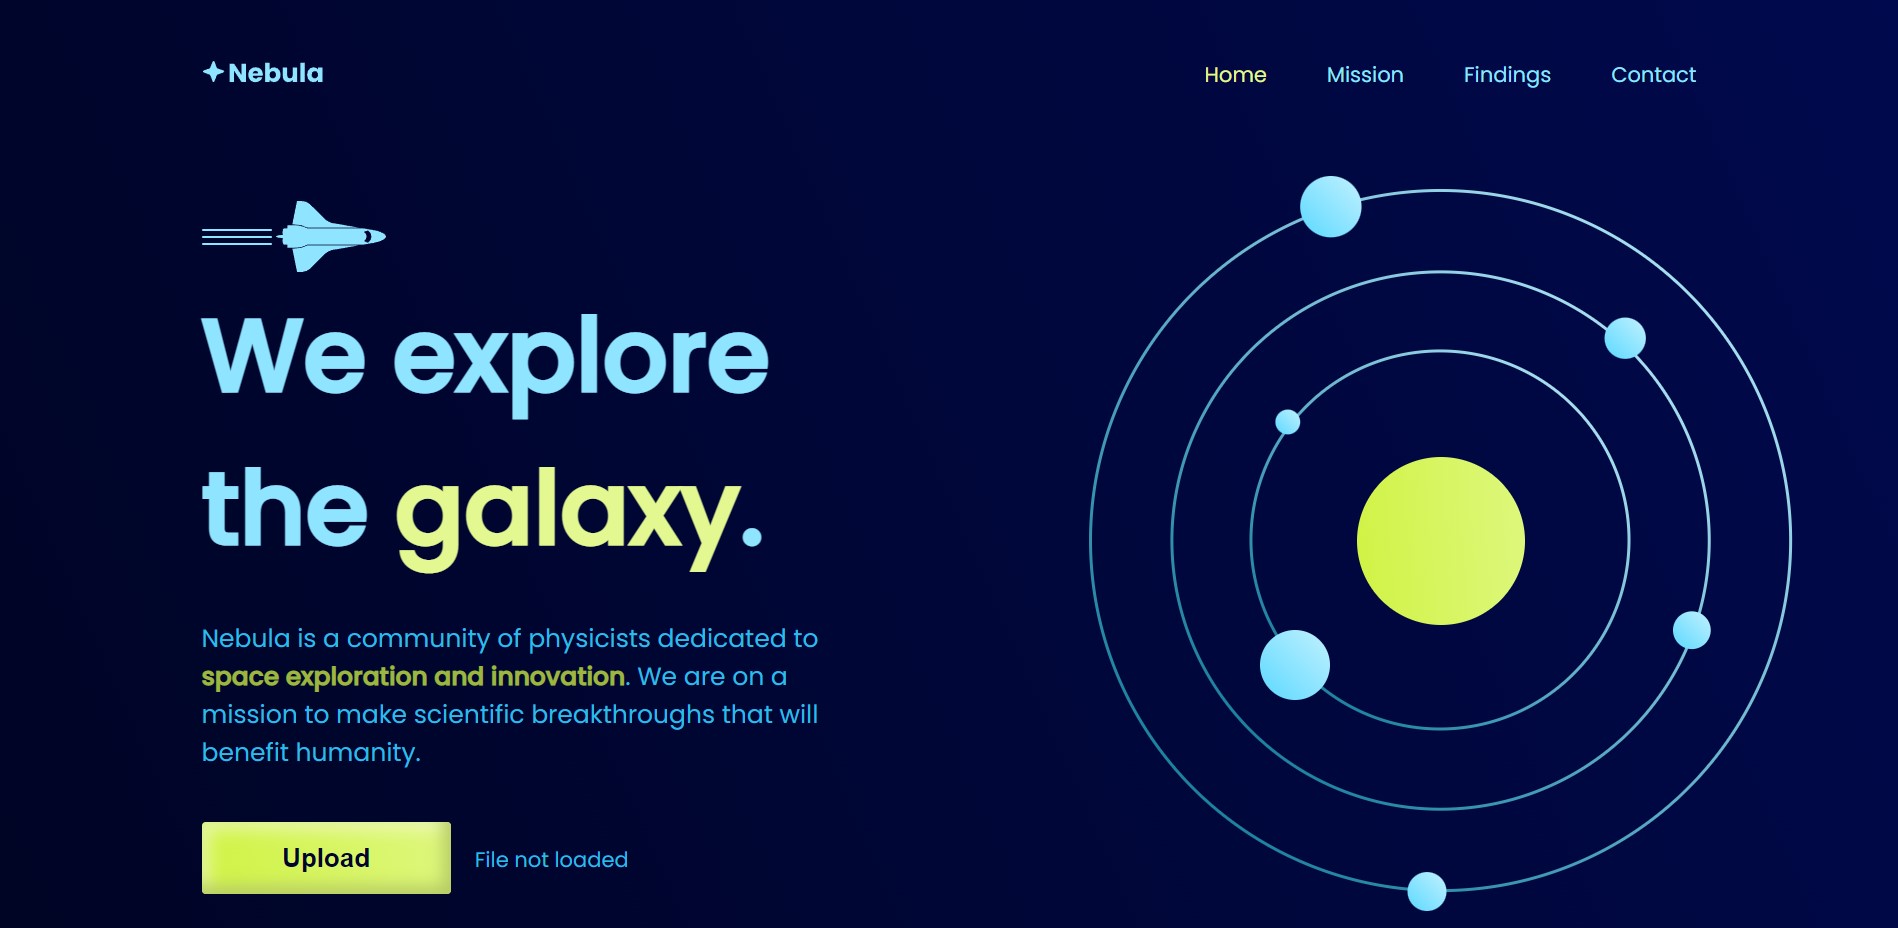 Nebula
Home Mission Findings Contact
We explore
the galaxy.
Nebula is a community of physicists dedicated to
space exploration and innovation. We are on a
mission to make scientific breakthroughs that will
benefit humanity.
Upload File not loaded